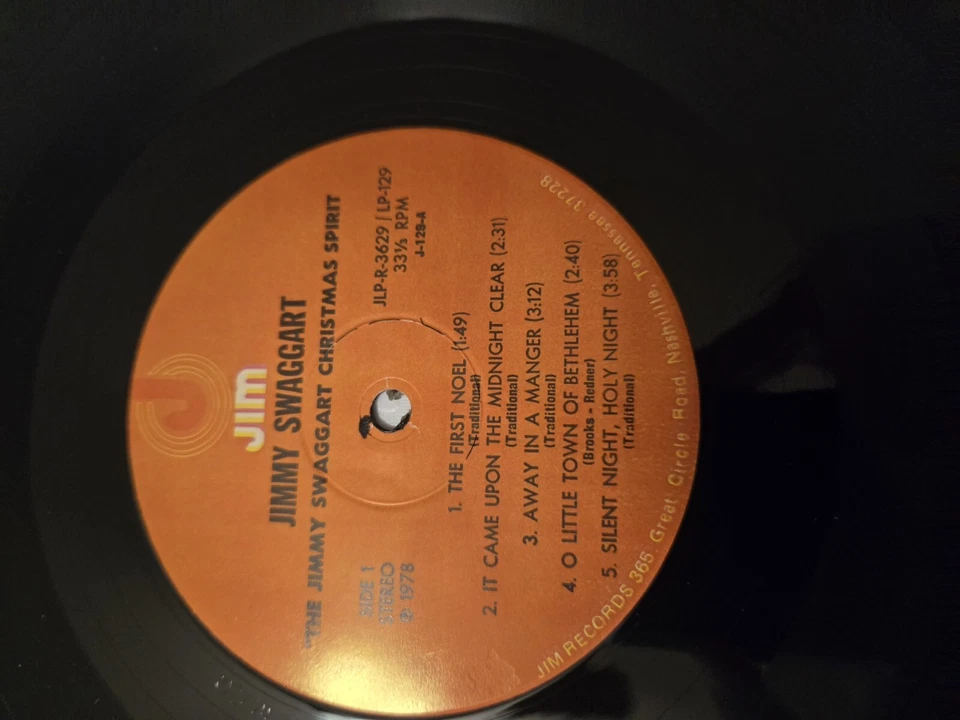 Jim
JIMMY SWAGGART
"THE JIMMY SWAGGART CHRISTMAS SPIRIT
SIDE 1
STEREO
℗ 1978
JLP-R-3629 / LP-129
33⅓ RPM
J-129-A
1. THE FIRST NOEL (1:49)
(Traditional)
2. IT CAME UPON THE MIDNIGHT CLEAR (2:31)
(Traditional)
3. AWAY IN A MANGER (3:12)
(Traditional)
4. O LITTLE TOWN OF BETHLEHEM (2:40)
(Brooks - Redner)
5. SILENT NIGHT, HOLY NIGHT (3:58)
(Traditional)
JIM RECORDS 365 Great Circle Road, Nashville, Tennessee 37228